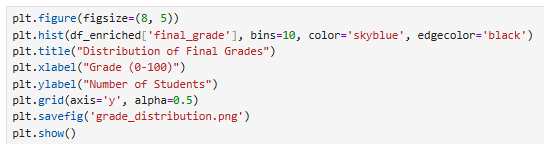 plt.figure(figsize=(8, 5))
plt.hist(df_enriched['final_grade'], bins=10, color='skyblue', edgecolor='black')
plt.title("Distribution of Final Grades")
plt.xlabel("Grade (0-100)")
plt.ylabel("Number of Students")
plt.grid(axis='y', alpha=0.5)
plt.savefig('grade_distribution.png')
plt.show()